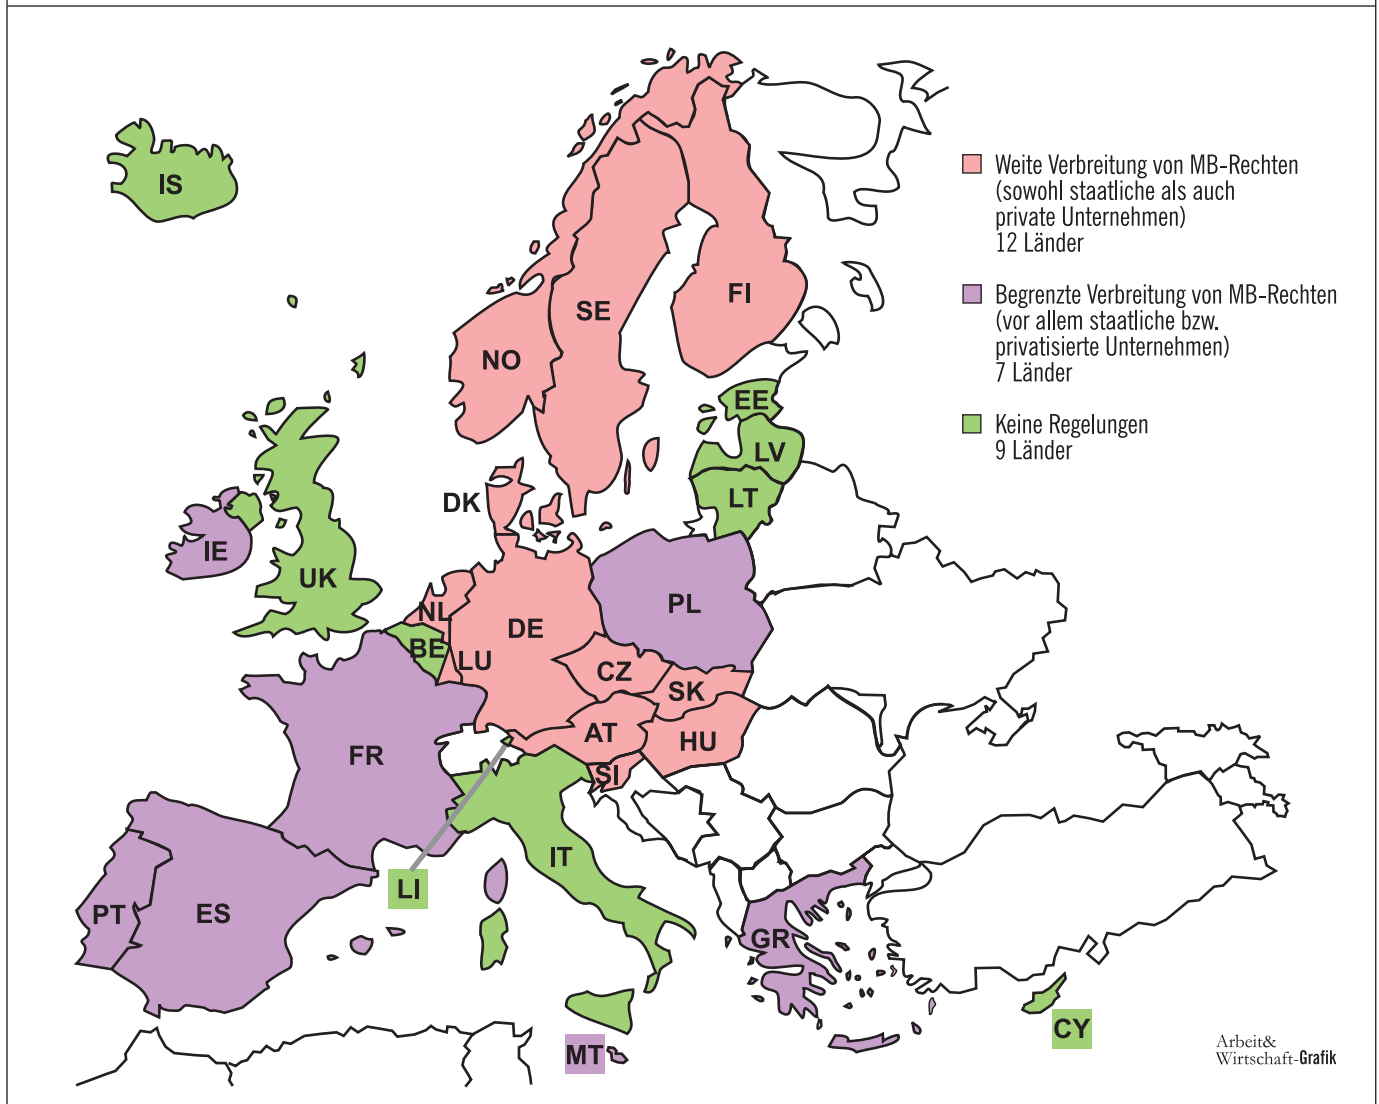 IS
Weite Verbreitung von MB-Rechten
(sowohl staatliche als auch
private Unternehmen)
12 Länder
Begrenzte Verbreitung von MB-Rechten
(vor allem staatliche bzw.
privatisierte Unternehmen)
7 Länder
Keine Regelungen
9 Länder
FI
SE
NO
EE
LV
LT
DK
IE
UK
NL
PL
DE
BE
LU
CZ
SK
AT
HU
FR
SI
IT
LI
PT
ES
GR
CY
MT
Arbeit&
Wirtschaft-Grafik